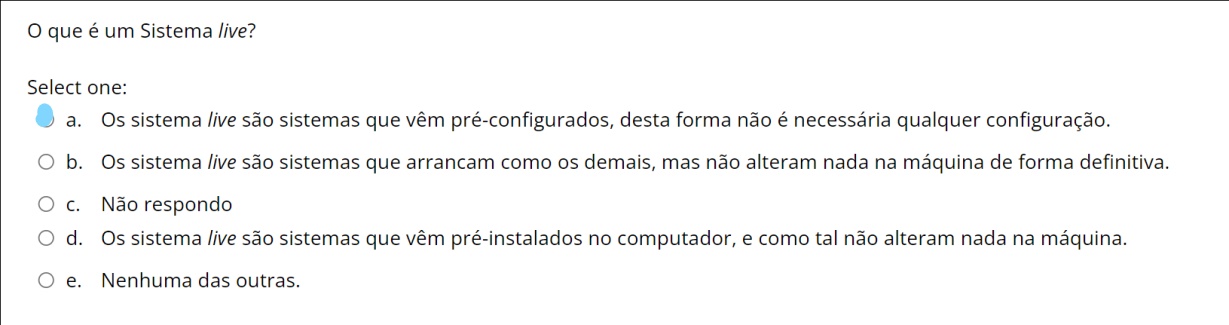 O que é um Sistema live?
Select one:
a. Os sistema live são sistemas que vêm pré-configurados, desta forma não é necessária qualquer configuração.
b. Os sistema live são sistemas que arrancam como os demais, mas não alteram nada na máquina de forma definitiva.
c. Não respondo
d. Os sistema live são sistemas que vêm pré-instalados no computador, e como tal não alteram nada na máquina.
e. Nenhuma das outras.